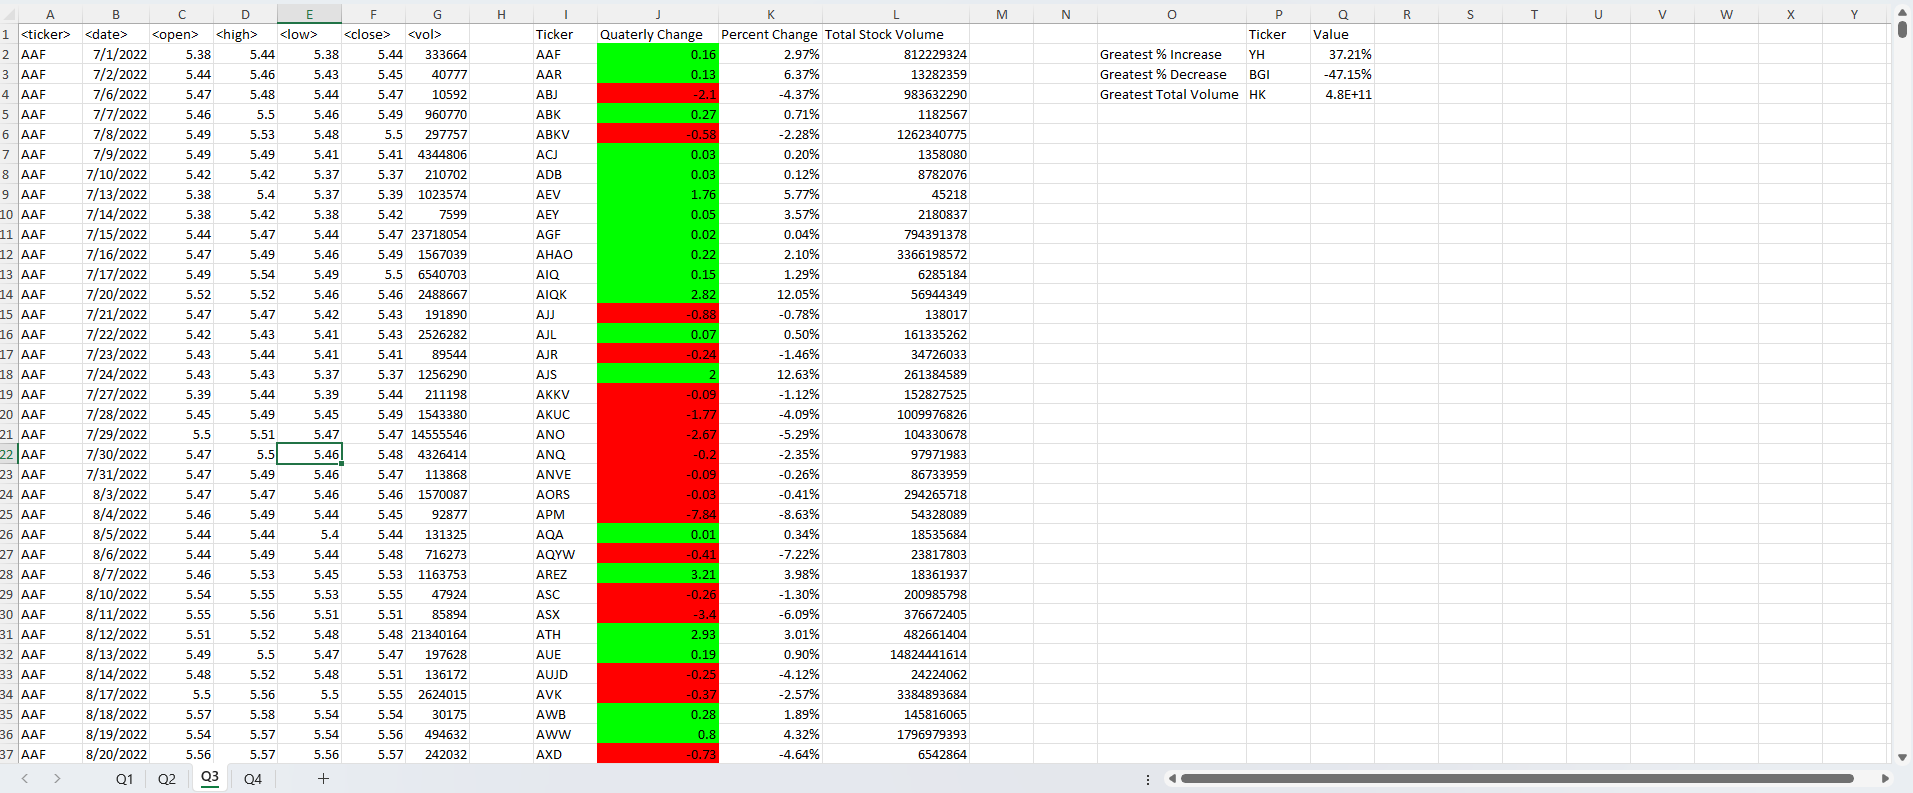 A B C D E F G H I J K L M N O P Q R S T U V W X Y
1 <ticker> <date> <open> <high> <low> <close> <vol> Ticker Quaterly Change Percent Change Total Stock Volume Ticker Value
2 AAF 7/1/2022 5.38 5.44 5.38 5.44 333664 AAF 0.16 2.97% 812229324 Greatest % Increase YH 37.21%
3 AAF 7/2/2022 5.44 5.46 5.43 5.45 40777 AAR 0.13 6.37% 13282359 Greatest % Decrease BGI -47.15%
4 AAF 7/6/2022 5.47 5.48 5.44 5.47 10592 ABJ -2.1 -4.37% 983632290 Greatest Total Volume HK 4.8E+11
5 AAF 7/7/2022 5.46 5.5 5.46 5.49 960770 ABK 0.27 0.71% 1182567
6 AAF 7/8/2022 5.49 5.53 5.48 5.5 297757 ABKV -0.58 -2.28% 1262340775
7 AAF 7/9/2022 5.49 5.49 5.41 5.41 4344806 ACJ 0.03 0.20% 1358080
8 AAF 7/10/2022 5.42 5.42 5.37 5.37 210702 ADB 0.03 0.12% 8782076
9 AAF 7/13/2022 5.38 5.4 5.37 5.39 1023574 AEV 1.76 5.77% 45218
10 AAF 7/14/2022 5.38 5.42 5.38 5.42 7599 AEY 0.05 3.57% 2180837
11 AAF 7/15/2022 5.44 5.47 5.44 5.47 23718054 AGF 0.02 0.04% 794391378
12 AAF 7/16/2022 5.47 5.49 5.46 5.49 1567039 AHAO 0.22 2.10% 3366198572
13 AAF 7/17/2022 5.49 5.54 5.49 5.5 6540703 AIQ 0.15 1.29% 6285184
14 AAF 7/20/2022 5.52 5.52 5.46 5.46 2488667 AIQK 2.82 12.05% 56944349
15 AAF 7/21/2022 5.47 5.47 5.42 5.43 191890 AJJ -0.88 -0.78% 138017
16 AAF 7/22/2022 5.42 5.43 5.41 5.43 2526282 AJL 0.07 0.50% 161335262
17 AAF 7/23/2022 5.43 5.44 5.41 5.41 89544 AJR -0.24 -1.46% 34726033
18 AAF 7/24/2022 5.43 5.43 5.37 5.37 1256290 AJS 2 12.63% 261384589
19 AAF 7/27/2022 5.39 5.44 5.39 5.44 211198 AKKV -0.09 -1.12% 152827525
20 AAF 7/28/2022 5.45 5.49 5.45 5.49 1543380 AKUC -1.77 -4.09% 1009976826
21 AAF 7/29/2022 5.5 5.51 5.47 5.47 14555546 ANO -2.67 -5.29% 104330678
22 AAF 7/30/2022 5.47 5.5 5.46 5.48 4326414 ANQ -0.2 -2.35% 97971983
23 AAF 7/31/2022 5.47 5.49 5.46 5.47 113868 ANVE -0.09 -0.26% 86733959
24 AAF 8/3/2022 5.47 5.47 5.46 5.46 1570087 AORS -0.03 -0.41% 294265718
25 AAF 8/4/2022 5.46 5.49 5.44 5.45 92877 APM -7.84 -8.63% 54328089
26 AAF 8/5/2022 5.44 5.44 5.4 5.44 131325 AQA 0.01 0.34% 18535684
27 AAF 8/6/2022 5.44 5.49 5.44 5.48 716273 AQYW -0.41 -7.22% 23817803
28 AAF 8/7/2022 5.46 5.53 5.45 5.53 1163753 AREZ 3.21 3.98% 18361937
29 AAF 8/10/2022 5.54 5.55 5.53 5.55 47924 ASC -0.26 -1.30% 200985798
30 AAF 8/11/2022 5.55 5.56 5.51 5.51 85894 ASX -3.4 -6.09% 376672405
31 AAF 8/12/2022 5.51 5.52 5.48 5.48 21340164 ATH 2.93 3.01% 482661404
32 AAF 8/13/2022 5.49 5.5 5.47 5.47 197628 AUE 0.19 0.90% 14824441614
33 AAF 8/14/2022 5.48 5.52 5.48 5.51 136172 AUJD -0.25 -4.12% 24224062
34 AAF 8/17/2022 5.5 5.56 5.5 5.55 2624015 AVK -0.37 -2.57% 3384893684
35 AAF 8/18/2022 5.57 5.58 5.54 5.54 30175 AWB 0.28 1.89% 145816065
36 AAF 8/19/2022 5.54 5.57 5.54 5.56 494632 AWW 0.8 4.32% 1796979393
37 AAF 8/20/2022 5.56 5.57 5.56 5.57 242032 AXD -0.73 -4.64% 6542864
Q1 Q2 Q3 Q4 +